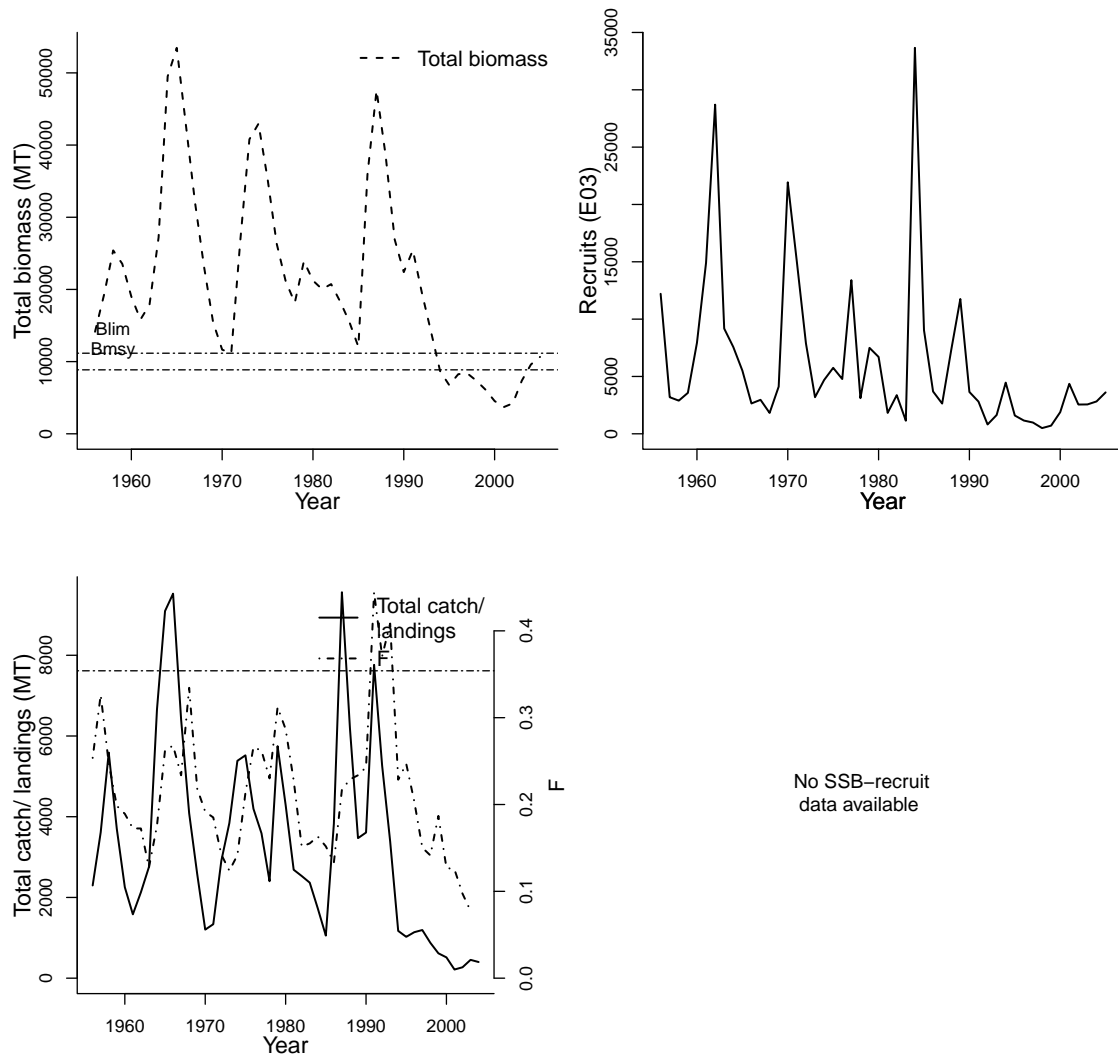 Total biomass (MT)
0
10000
20000
30000
40000
50000
Total biomass
Blim
Bmsy
1960
1970
1980
1990
2000
Year
Recruits (E03)
0
5000
15000
25000
35000
1960
1970
1980
1990
2000
Year
Total catch/ landings (MT)
0
2000
4000
6000
8000
Total catch/
landings
F
0.0
0.1
0.2
0.3
0.4
F
1960
1970
1980
1990
2000
Year
No SSB−recruit
data available